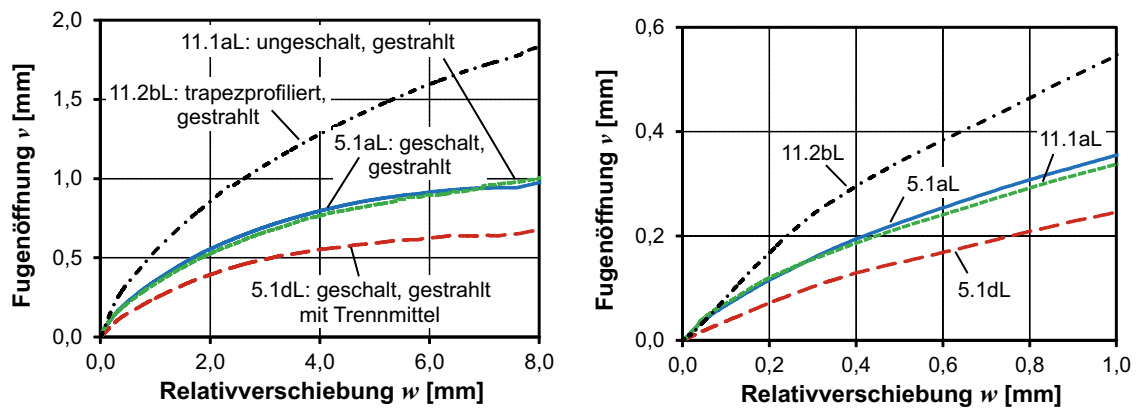 Fugenöffnung v [mm]
2,0
1,5
1,0
0,5
0,0
11.1aL: ungeschalt, gestrahlt
11.2bL: trapezprofiliert,
gestrahlt
5.1aL: geschalt,
gestrahlt
5.1dL: geschalt, gestrahlt
mit Trennmittel
0,0 2,0 4,0 6,0 8,0
Relativverschiebung w [mm]
Fugenöffnung v [mm]
0,6
0,4
0,2
0,0
11.2bL
11.1aL
5.1aL
5.1dL
0,0 0,2 0,4 0,6 0,8 1,0
Relativverschiebung w [mm]